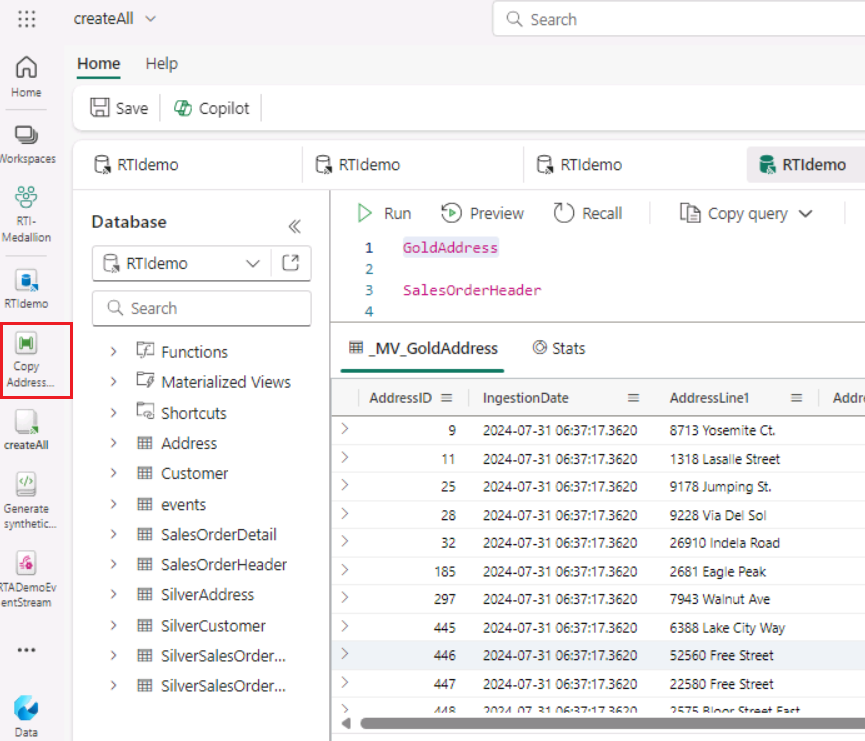 createAll
Search
Home
Help
Save
Copilot
RTIdemo
RTIdemo
RTIdemo
RTIdemo
Home
Workspaces
RTI-
Medallion
RTIdemo
Copy
Address...
createAll
Generate
synthetic...
RTADemoEv
entStream
Data
Database
RTIdemo
Search
Functions
Materialized Views
Shortcuts
Address
Customer
events
SalesOrderDetail
SalesOrderHeader
SilverAddress
SilverCustomer
SilverSalesOrder...
SilverSalesOrder...
Run
Preview
Recall
Copy query
1 GoldAddress
2
3 SalesOrderHeader
4
_MV_GoldAddress
Stats
AddressID IngestionDate AddressLine1 Addre
9 2024-07-31 06:37:17.3620 8713 Yosemite Ct.
11 2024-07-31 06:37:17.3620 1318 Lasalle Street
25 2024-07-31 06:37:17.3620 9178 Jumping St.
28 2024-07-31 06:37:17.3620 9228 Via Del Sol
32 2024-07-31 06:37:17.3620 26910 Indela Road
185 2024-07-31 06:37:17.3620 2681 Eagle Peak
297 2024-07-31 06:37:17.3620 7943 Walnut Ave
445 2024-07-31 06:37:17.3620 6388 Lake City Way
446 2024-07-31 06:37:17.3620 52560 Free Street
447 2024-07-31 06:37:17.3620 22580 Free Street
448 2024-07-31 06:37:17.3620 2575 Bloor Street East